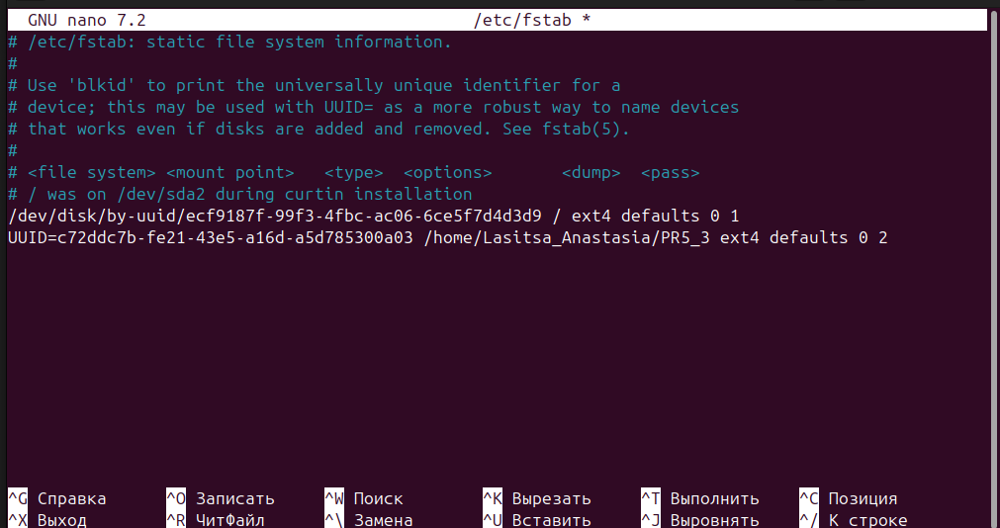 GNU nano 7.2 /etc/fstab *
# /etc/fstab: static file system information.
#
# Use 'blkid' to print the universally unique identifier for a
# device; this may be used with UUID= as a more robust way to name devices
# that works even if disks are added and removed. See fstab(5).
#
# <file system> <mount point>   <type>  <options>       <dump>  <pass>
# / was on /dev/sda2 during curtin installation
/dev/disk/by-uuid/ecf9187f-99f3-4fbc-ac06-6ce5f7d4d3d9 / ext4 defaults 0 1
UUID=c72ddc7b-fe21-43e5-a16d-a5d785300a03 /home/Lasitsa_Anastasia/PR5_3 ext4 defaults 0 2
^G Справка ^O Записать ^W Поиск ^K Вырезать ^T Выполнить ^C Позиция
^X Выход ^R ЧитФайл ^\ Замена ^U Вставить ^J Выровнять ^/ К строке